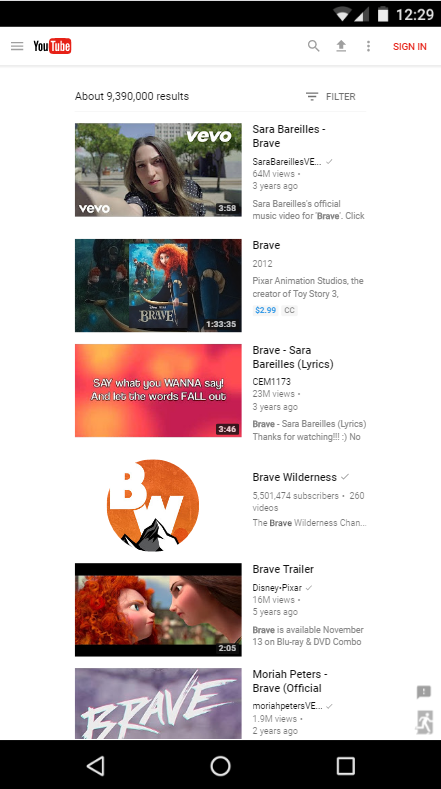 12:29
YouTube
SIGN IN
About 9,390,000 results
FILTER
vevo
vevo
3:58
Sara Bareilles -
Brave
SaraBareillesVE...
64M views •
3 years ago
Sara Bareilles's official
music video for 'Brave'. Click
BRAVE
1:33:35
Brave
2012
Pixar Animation Studios, the
creator of Toy Story 3,
$2.99 CC
SAY what you WANNA say!
And let the words FALL out
3:46
Brave - Sara
Bareilles (Lyrics)
CEM1173
23M views •
3 years ago
Brave - Sara Bareilles (Lyrics)
Thanks for watching!!! :) No
BW
Brave Wilderness
5,501,474 subscribers • 260
videos
The Brave Wilderness Chan...
2:05
Brave Trailer
Disney•Pixar
16M views •
5 years ago
Brave is available November
13 on Blu-ray & DVD Combo
BRAVE
Moriah Peters -
Brave (Official
moriahpetersVE...
1.9M views •
2 years ago